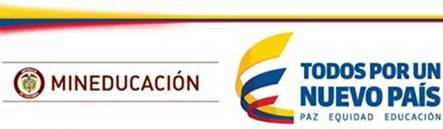 MINEDUCACIÓN
TODOS POR UN
NUEVO PAÍS
PAZ EQUIDAD EDUCACIÓN